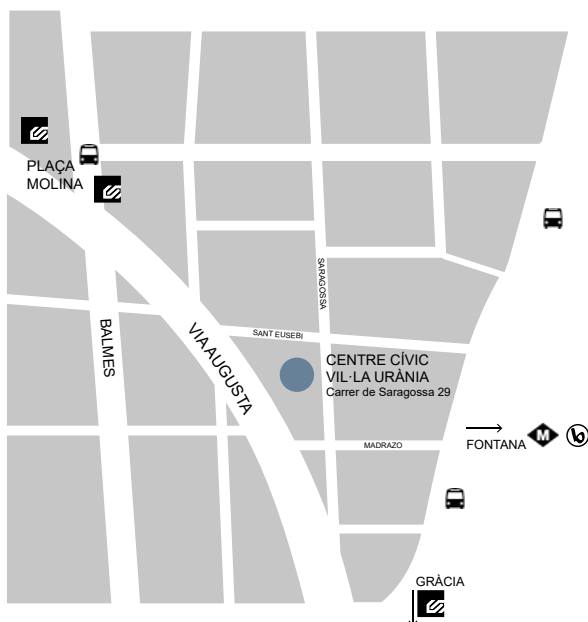 PLAÇA
MOLINA
SARAGOSSA
BALMES
VIA AUGUSTA
SANT EUSEBI
CENTRE CÍVIC
VIL·LA URÀNIA
Carrer de Saragossa 29
MADRAZO
FONTANA
M
GRÀCIA